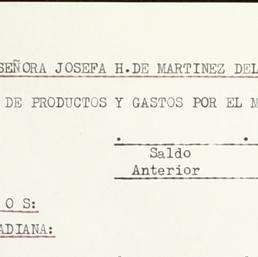 SEÑORA JOSEFA H.DE MARTINEZ DEL
DE PRODUCTOS Y GASTOS POR EL M
Saldo
Anterior
O S:
ADIANA: